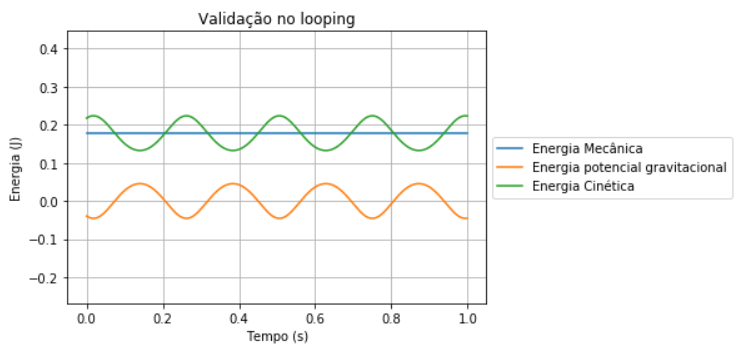 Validação no looping
0.4
0.3
0.2
0.1
0.0
−0.1
−0.2
Energia (J)
0.0 0.2 0.4 0.6 0.8 1.0
Tempo (s)
Energia Mecânica
Energia potencial gravitacional
Energia Cinética